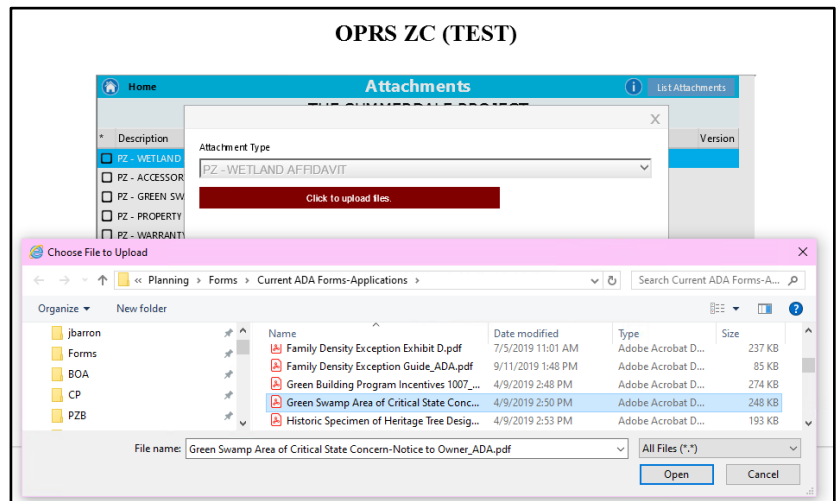 OPRS ZC (TEST)
Home Attachments List Attachments
THE SUMMERDALE PROJECT
X
* Description Version
Attachment Type
PZ - WETLAND
PZ - WETLAND AFFIDAVIT
PZ - ACCESSOR
PZ - GREEN SW
Click to upload files.
PZ - PROPERTY
PZ - WARRANTY
Choose File to Upload
« Planning > Forms > Current ADA Forms-Applications >
Search Current ADA Forms-A...
Organize New folder
Name Date modified Type Size
jbarron
Forms
BOA
CP
PZB
Family Density Exception Exhibit D.pdf 7/5/2019 11:01 AM Adobe Acrobat D... 237 KB
Family Density Exception Guide_ADA.pdf 9/11/2019 1:48 PM Adobe Acrobat D... 85 KB
Green Building Program Incentives 1007_... 4/9/2019 2:48 PM Adobe Acrobat D... 274 KB
Green Swamp Area of Critical State Conc... 4/9/2019 2:50 PM Adobe Acrobat D... 248 KB
Historic Specimen of Heritage Tree Desig... 4/9/2019 2:53 PM Adobe Acrobat D... 193 KB
File name: Green Swamp Area of Critical State Concern-Notice to Owner_ADA.pdf All Files (*.*)
Open Cancel